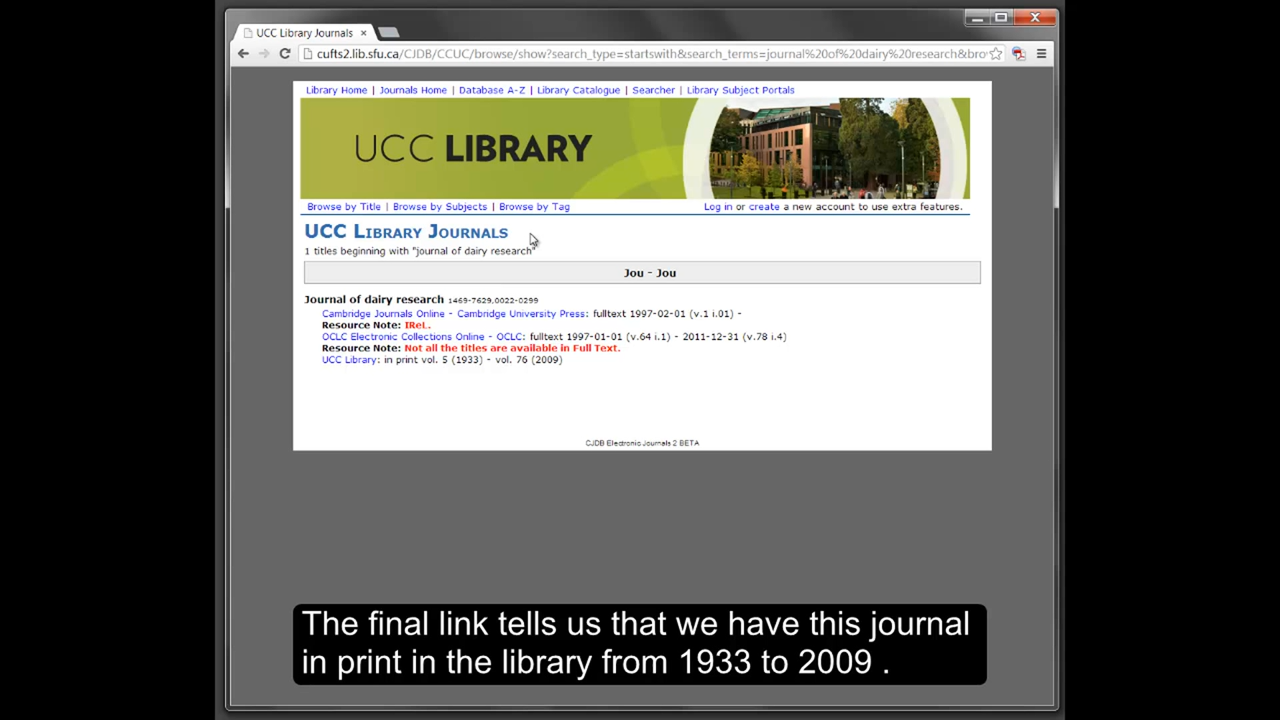 UCC Library Journals
cufts2.lib.sfu.ca/CJDB/CCUC/browse/show?search_type=startswith&search_terms=journal%20of%20dairy%20research&bro
Library Home | Journals Home | Database A-Z | Library Catalogue | Searcher | Library Subject Portals
UCC LIBRARY
Browse by Title | Browse by Subjects | Browse by Tag Log in or create a new account to use extra features.
UCC LIBRARY JOURNALS
1 titles beginning with "journal of dairy research"
Jou - Jou
Journal of dairy research 1469-7629,0022-0299
Cambridge Journals Online - Cambridge University Press: fulltext 1997-02-01 (v.1 i.01) -
Resource Note: IReL.
OCLC Electronic Collections Online - OCLC: fulltext 1997-01-01 (v.64 i.1) - 2011-12-31 (v.78 i.4)
Resource Note: Not all the titles are available in Full Text.
UCC Library: in print vol. 5 (1933) - vol. 76 (2009)
CJDB Electronic Journals 2 BETA
The final link tells us that we have this journal
in print in the library from 1933 to 2009 .